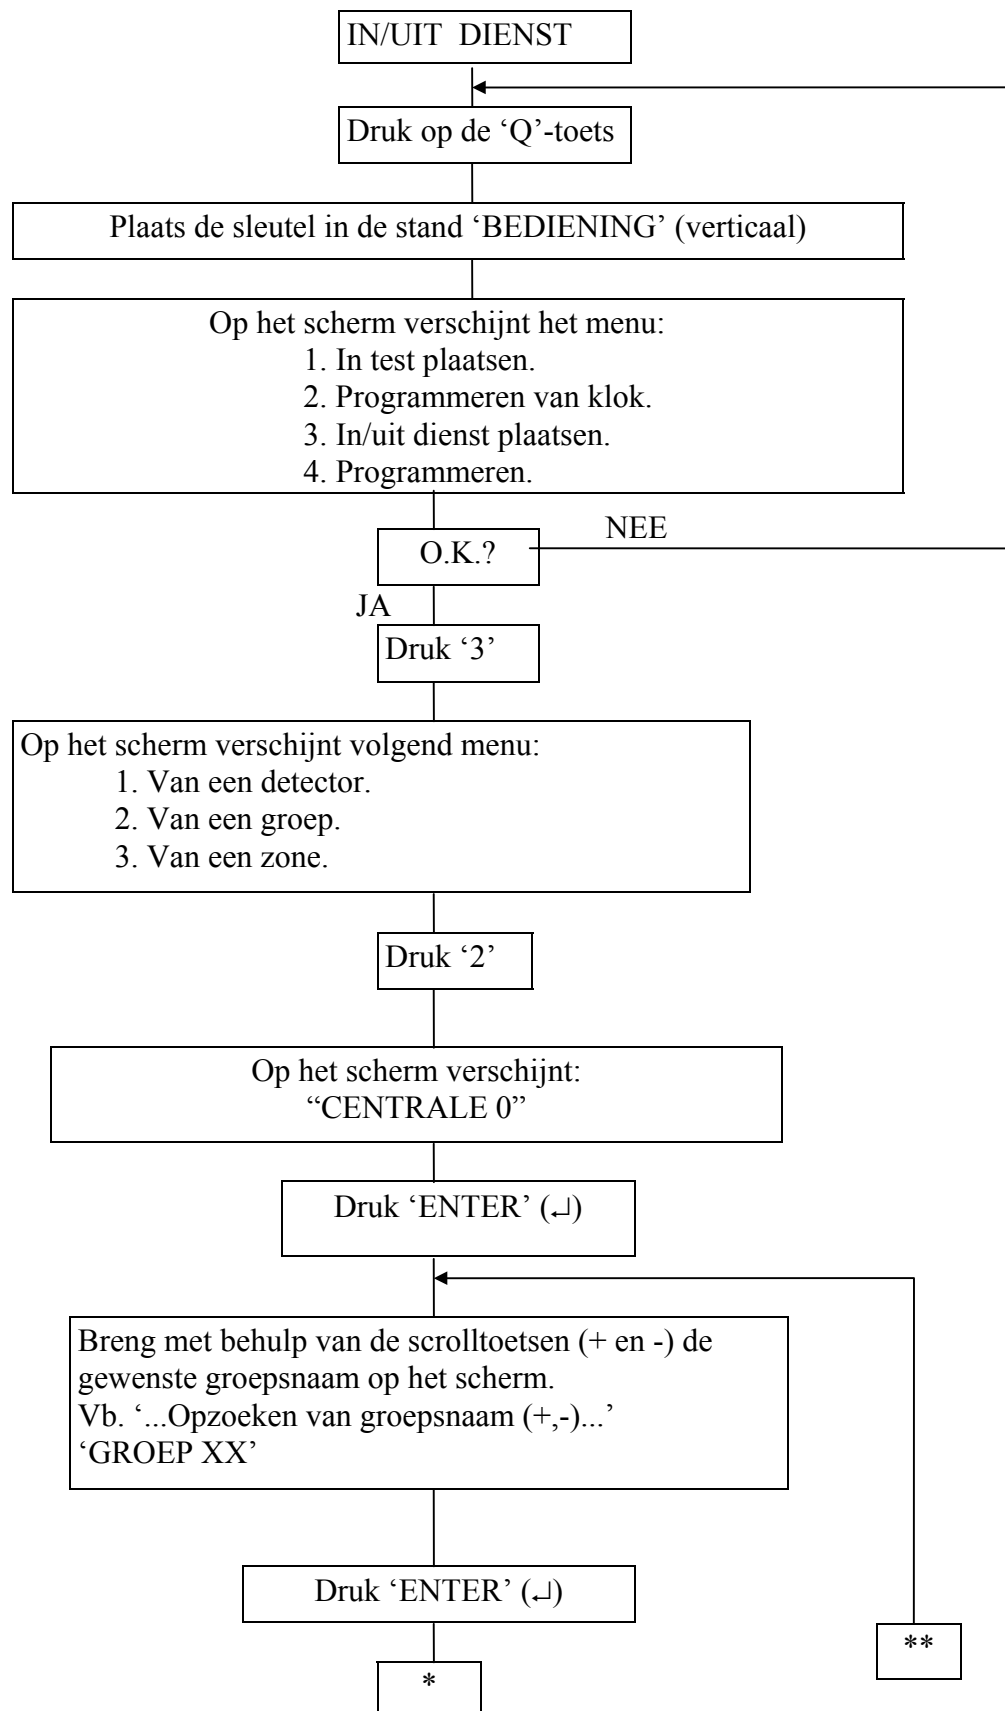 IN/UIT DIENST
Druk op de ‘Q’-toets
Plaats de sleutel in de stand ‘BEDIENING’ (verticaal)
Op het scherm verschijnt het menu:
1. In test plaatsen.
2. Programmeren van klok.
3. In/uit dienst plaatsen.
4. Programmeren.
NEE
O.K.?
JA
Druk ‘3’
Op het scherm verschijnt volgend menu:
1. Van een detector.
2. Van een groep.
3. Van een zone.
Druk ‘2’
Op het scherm verschijnt:
“CENTRALE 0”
Druk ‘ENTER’ (↵)
Breng met behulp van de scrolltoetsen (+ en -) de
gewenste groepsnaam op het scherm.
Vb. ‘...Opzoeken van groepsnaam (+,-)...’
‘GROEP XX’
Druk ‘ENTER’ (↵)
**
*